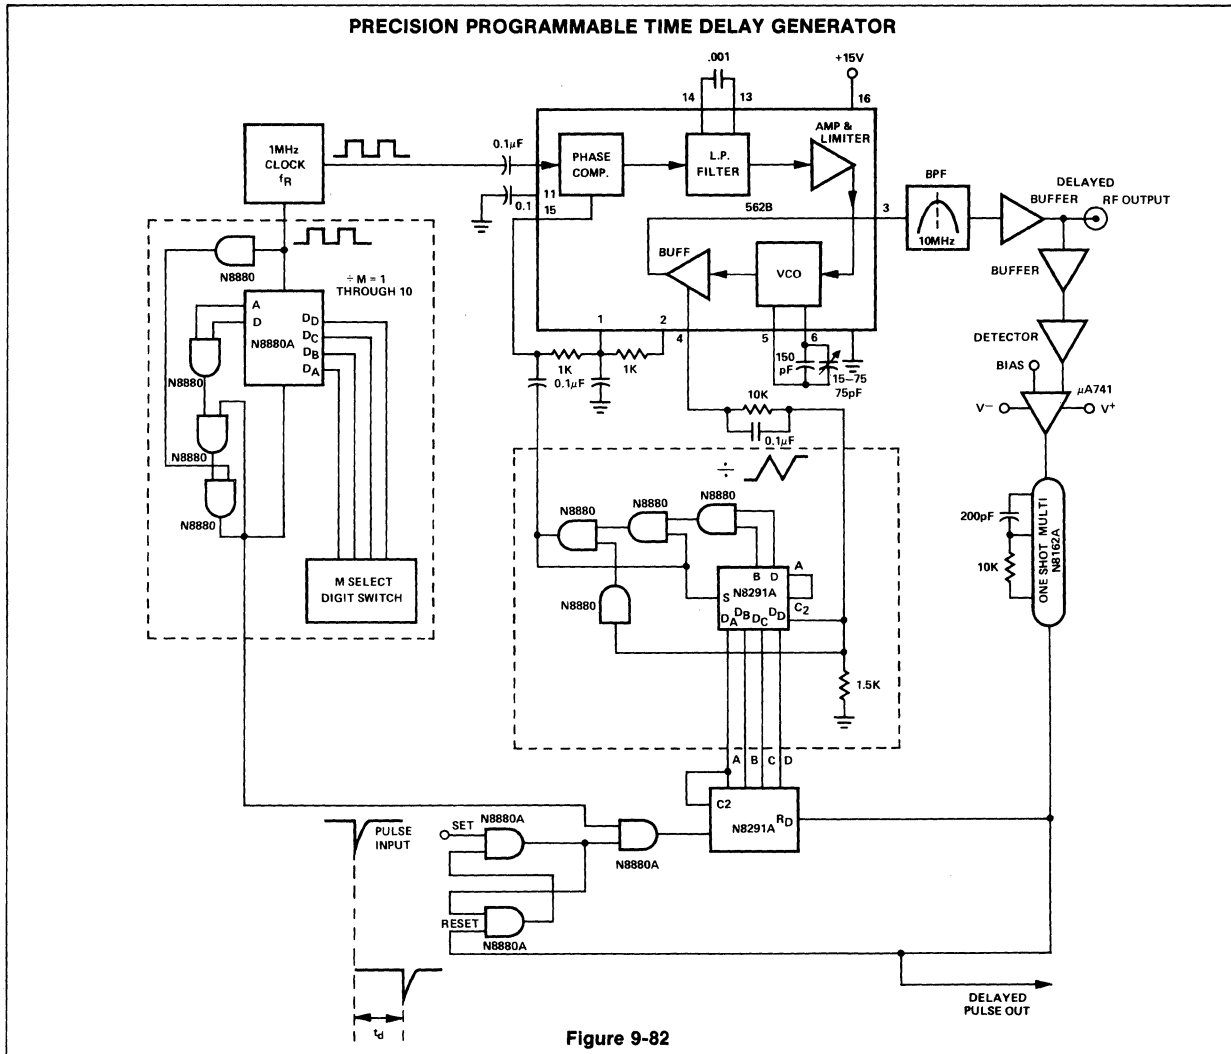 PRECISION PROGRAMMABLE TIME DELAY GENERATOR
.001
+15V
14
13
16
AMP &
LIMITER
1MHz
CLOCK
fR
0.1µF
PHASE
COMP.
L.P.
FILTER
11
0.1
15
562B
3
BPF
10MHz
BUFFER
DELAYED
RF OUTPUT
BUFF
VCO
BUFFER
N8880
÷ M = 1
THROUGH 10
A
D
N8880A
DD
DC
DB
DA
1
2
4
5
6
DETECTOR
N8880
1K
0.1µF
1K
150
pF
15–75
75pF
BIAS
µA741
V–
V+
10K
0.1µF
N8880
N8880
÷
N8880
N8880
N8880
M SELECT
DIGIT SWITCH
B
D
A
N8291A
S
C2
DA
DB
DC
DD
N8880
200pF
10K
ONE SHOT MULTI
N8162A
1.5K
A
B
C
D
C2
N8291A
RD
PULSE
INPUT
SET
N8880A
N8880A
RESET
N8880A
td
DELAYED
PULSE OUT
Figure 9-82